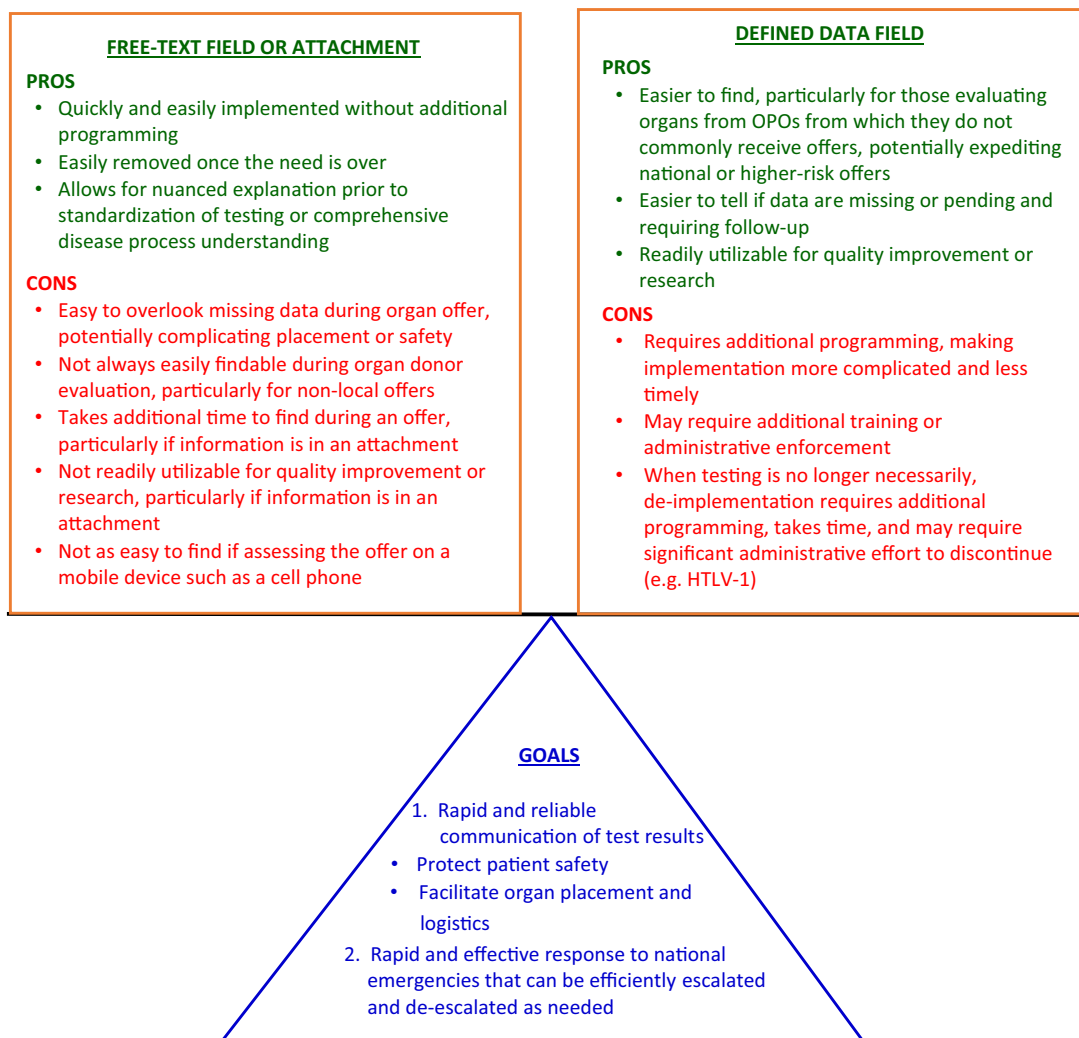 FREE-TEXT FIELD OR ATTACHMENT
PROS
• Quickly and easily implemented without additional
programming
• Easily removed once the need is over
• Allows for nuanced explanation prior to
standardization of testing or comprehensive
disease process understanding
CONS
• Easy to overlook missing data during organ offer,
potentially complicating placement or safety
• Not always easily findable during organ donor
evaluation, particularly for non-local offers
• Takes additional time to find during an offer,
particularly if information is in an attachment
• Not readily utilizable for quality improvement or
research, particularly if information is in an
attachment
• Not as easy to find if assessing the offer on a
mobile device such as a cell phone
DEFINED DATA FIELD
PROS
• Easier to find, particularly for those evaluating
organs from OPOs from which they do not
commonly receive offers, potentially expediting
national or higher-risk offers
• Easier to tell if data are missing or pending and
requiring follow-up
• Readily utilizable for quality improvement or
research
CONS
• Requires additional programming, making
implementation more complicated and less
timely
• May require additional training or
administrative enforcement
• When testing is no longer necessarily,
de-implementation requires additional
programming, takes time, and may require
significant administrative effort to discontinue
(e.g. HTLV-1)
GOALS
1. Rapid and reliable
communication of test results
• Protect patient safety
• Facilitate organ placement and
logistics
2. Rapid and effective response to national
emergencies that can be efficiently escalated
and de-escalated as needed